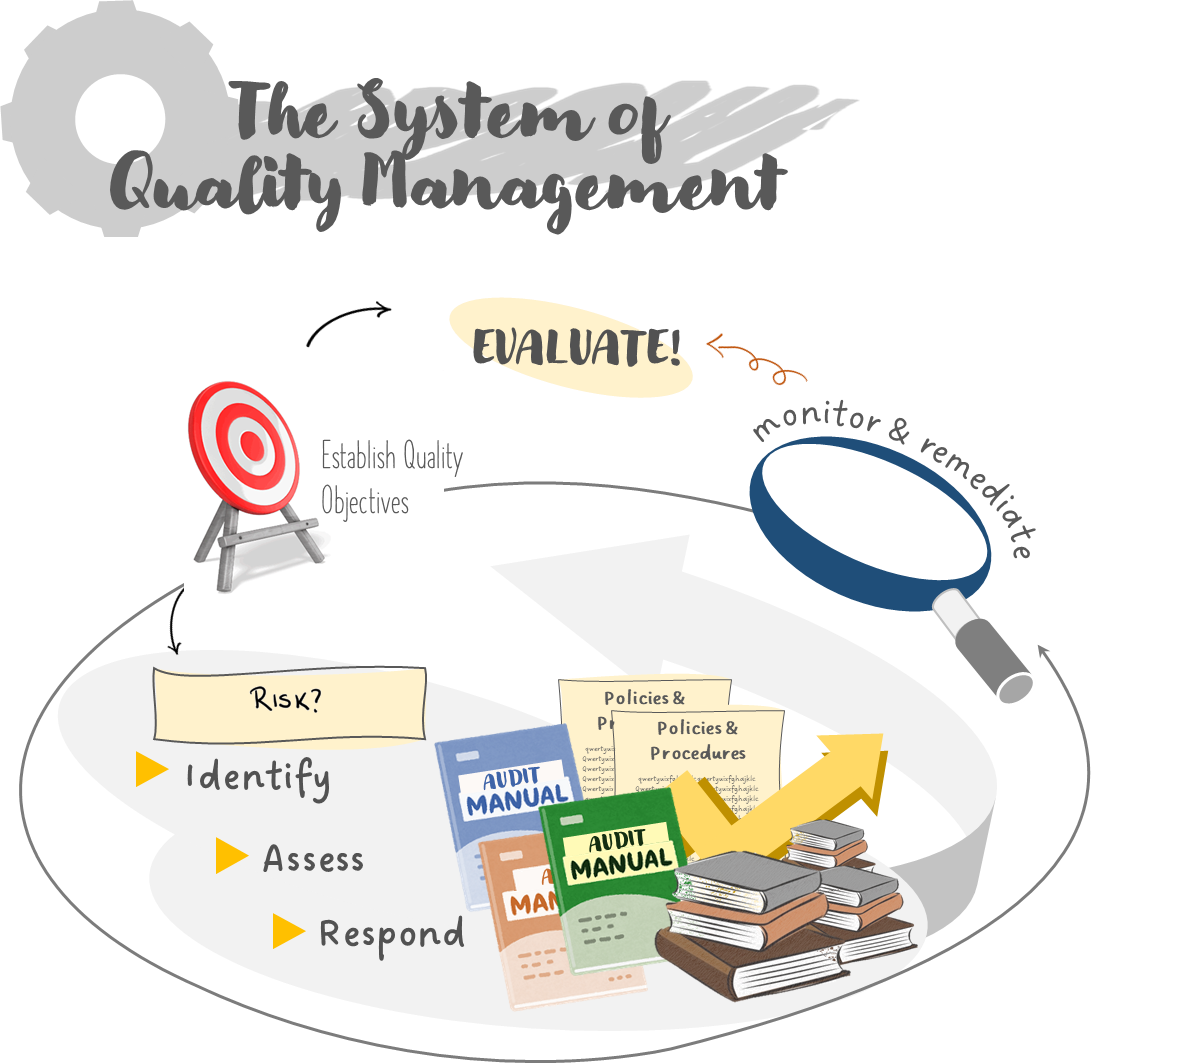 The System of
Quality Management
EVALUATE!
monitor & remediate
Establish Quality
Objectives
RISK?
Identify
Assess
Respond
Policies &
Policies &
Procedures
AUDIT
MANUAL
AUDIT
MANUAL